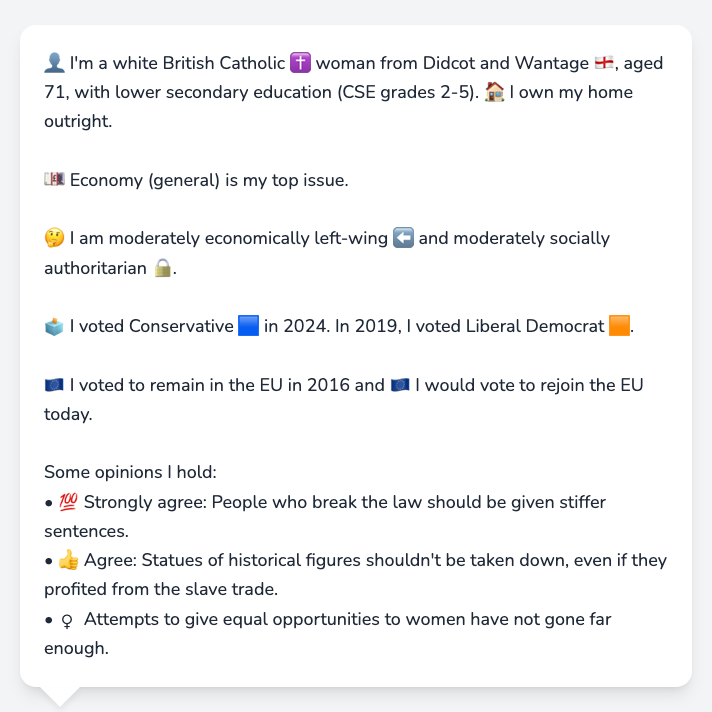 👤 I'm a white British Catholic ✝️ woman from Didcot and Wantage 🏴󠁧󠁢󠁥󠁮󠁧󠁿, aged
71, with lower secondary education (CSE grades 2-5). 🏠 I own my home
outright.
💷 Economy (general) is my top issue.
🤔 I am moderately economically left-wing ⬅️ and moderately socially
authoritarian 🔒.
🗳️ I voted Conservative 🟦 in 2024. In 2019, I voted Liberal Democrat 🟧.
🇪🇺 I voted to remain in the EU in 2016 and 🇪🇺 I would vote to rejoin the EU
today.
Some opinions I hold:
• 💯 Strongly agree: People who break the law should be given stiffer
sentences.
• 👍 Agree: Statues of historical figures shouldn't be taken down, even if they
profited from the slave trade.
• ♀ Attempts to give equal opportunities to women have not gone far
enough.